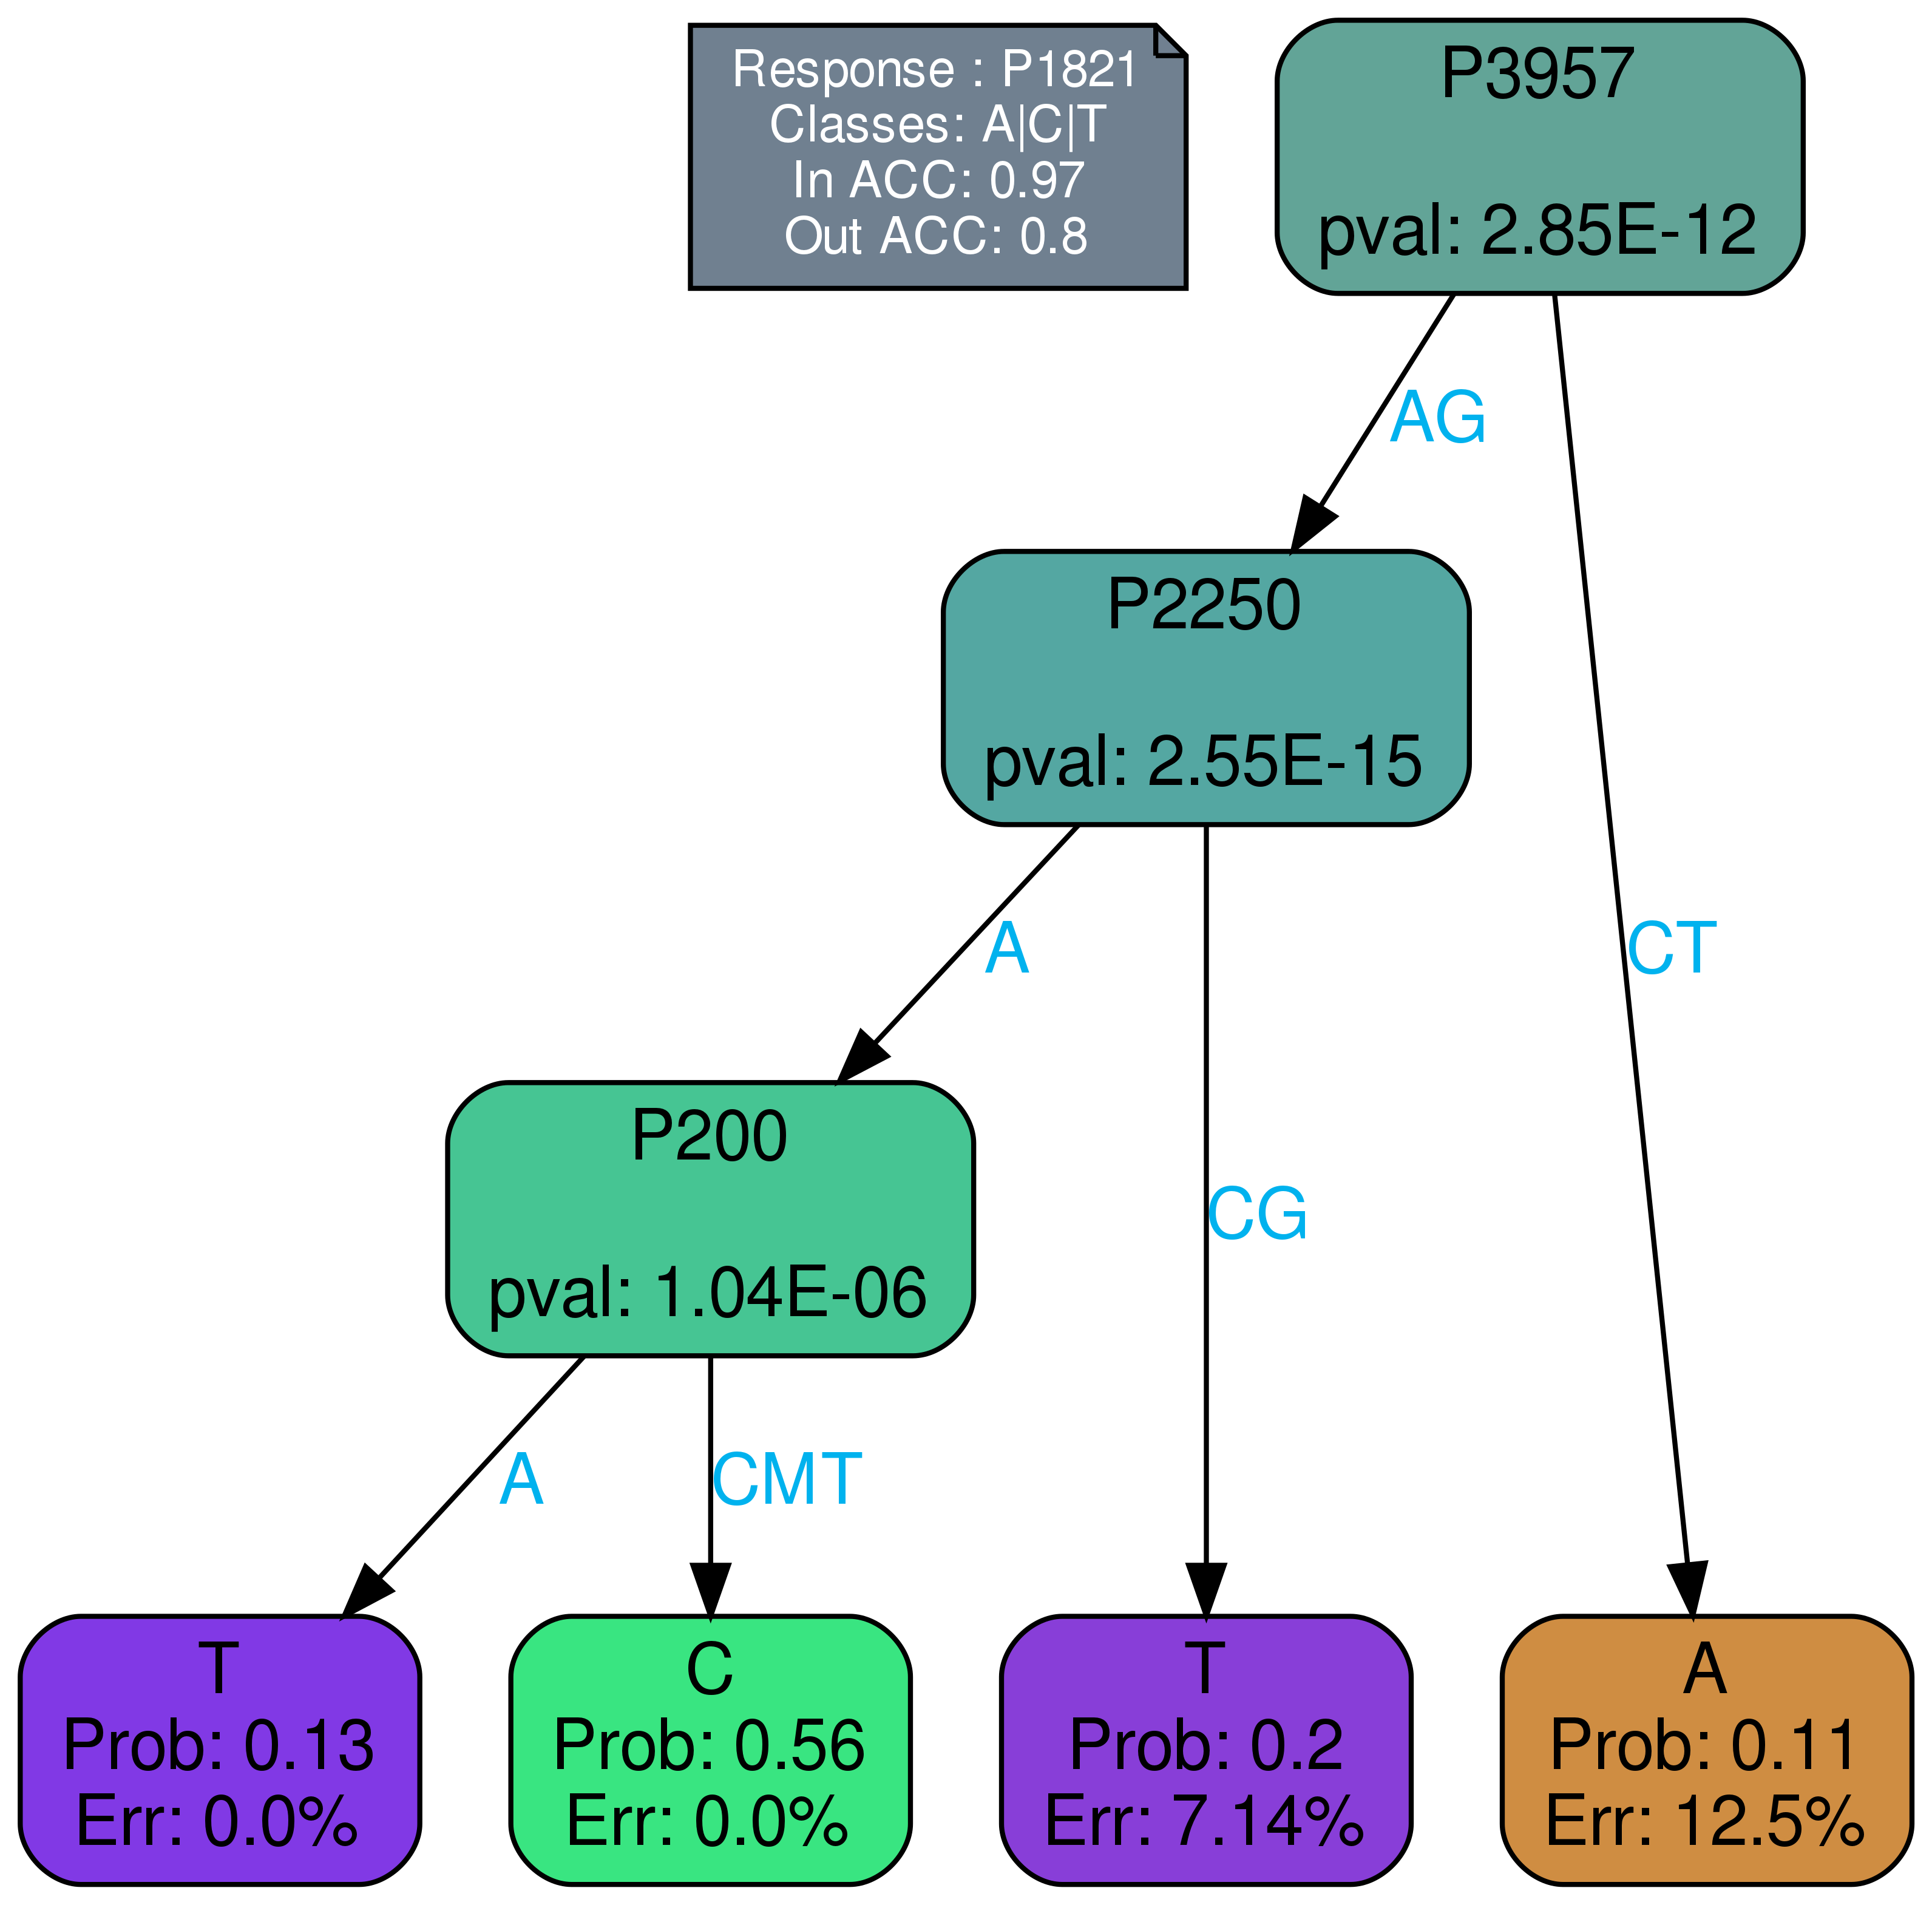 Response : P1821
Classes: A|C|T
In ACC: 0.97
Out ACC: 0.8
P3957
pval: 2.85E-12
AG
P2250
pval: 2.55E-15
A
CT
P200
pval: 1.04E-06
CG
A
CMT
T
Prob: 0.13
Err: 0.0%
C
Prob: 0.56
Err: 0.0%
T
Prob: 0.2
Err: 7.14%
A
Prob: 0.11
Err: 12.5%